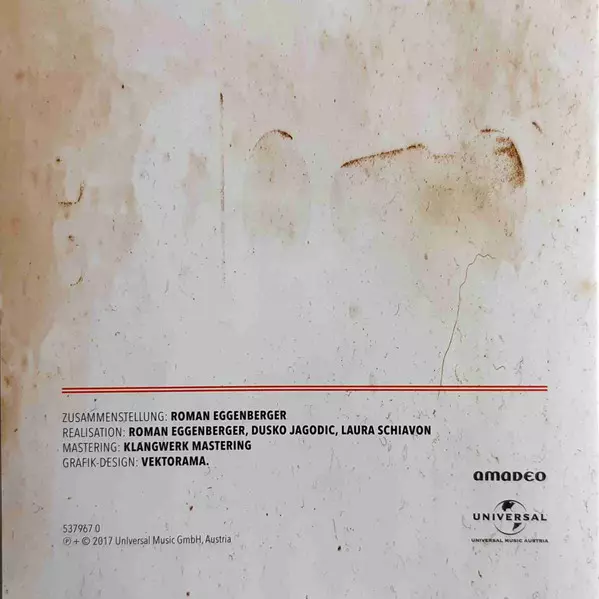 ZUSAMMENSTELLUNG: ROMAN EGGENBERGER
REALISATION: ROMAN EGGENBERGER, DUSKO JAGODIC, LAURA SCHIAVON
MASTERING: KLANGWERK MASTERING
GRAFIK-DESIGN: VEKTORAMA.
amadeo
UNIVERSAL
UNIVERSAL MUSIC AUSTRIA
537967 0
℗ + © 2017 Universal Music GmbH, Austria